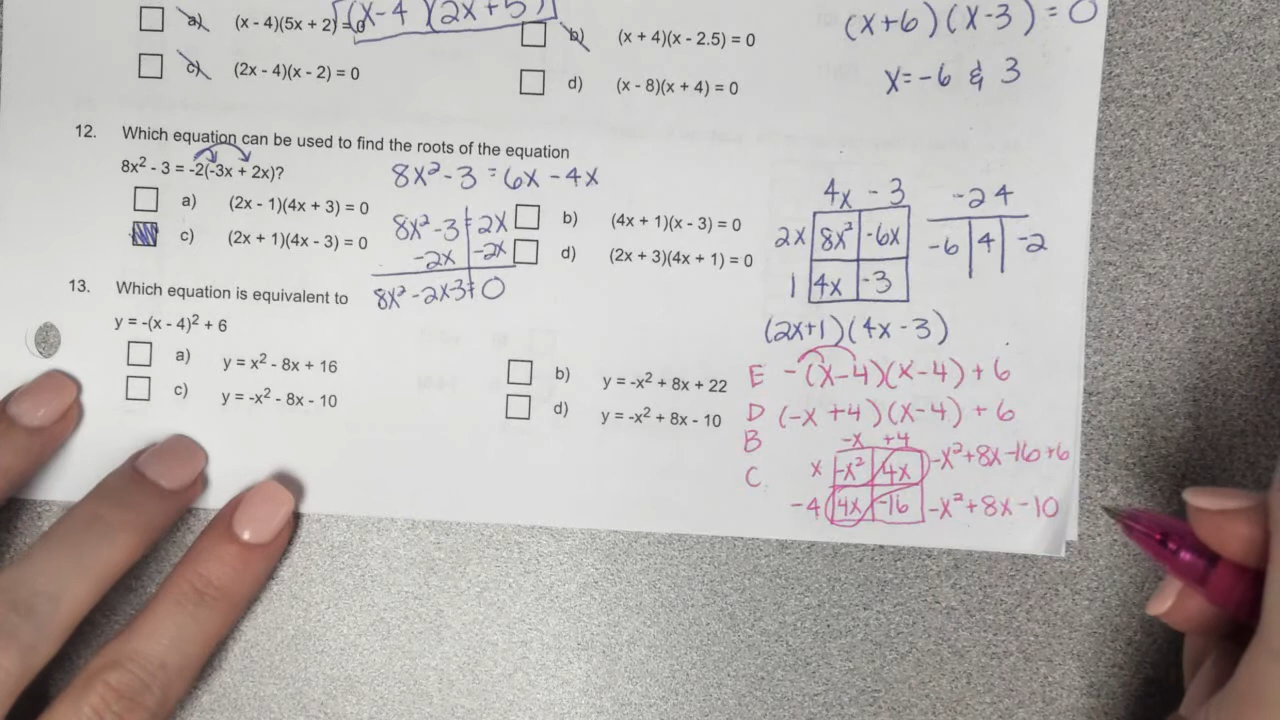 a) (x - 4)(5x + 2) = 0
(x-4 (2x+5)
b) (x + 4)(x - 2.5) = 0
c) (2x - 4)(x - 2) = 0
d) (x - 8)(x + 4) = 0
(x+6)(x-3) = 0
x = -6 & 3
12. Which equation can be used to find the roots of the equation
8x² - 3 = -2(-3x + 2x)?
a) (2x - 1)(4x + 3) = 0
b) (4x + 1)(x - 3) = 0
c) (2x + 1)(4x - 3) = 0
d) (2x + 3)(4x + 1) = 0
8x² - 3 = 6x - 4x
8x² - 3 = 2x
-2x -2x
8x² - 2x - 3 = 0
4x - 3
2x 8x² -6x
1 4x -3
-24
-6 4 -2
(2x+1)(4x-3)
13. Which equation is equivalent to
y = -(x - 4)² + 6
a) y = x² - 8x + 16
b) y = -x² + 8x + 22
c) y = -x² - 8x - 10
d) y = -x² + 8x - 10
E -(x-4)(x-4) + 6
D (-x +4)(x-4) + 6
B -x +4
x -x² 4x -x²+8x-16+6
C.
-4 4x -16 -x²+8x-10